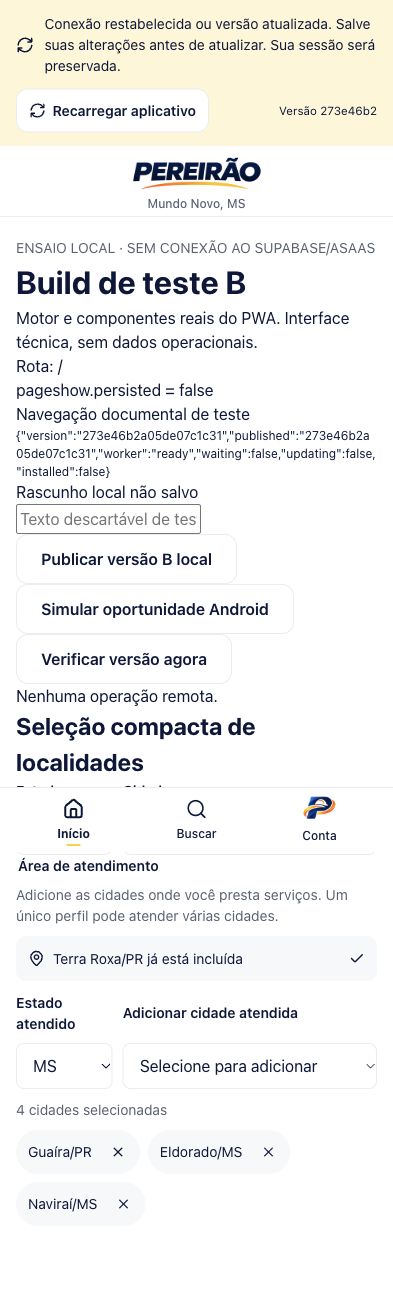 Conexão restabelecida ou versão atualizada. Salve
suas alterações antes de atualizar. Sua sessão será
preservada.
Recarregar aplicativo
Versão 273e46b2
PEREIRÃO
Mundo Novo, MS
ENSAIO LOCAL · SEM CONEXÃO AO SUPABASE/ASAAS
Build de teste B
Motor e componentes reais do PWA. Interface
técnica, sem dados operacionais.
Rota: /
pageshow.persisted = false
Navegação documental de teste
{"version":"273e46b2a05de07c1c31","published":"273e46b2a
05de07c1c31","worker":"ready","waiting":false,"updating":false,
"installed":false}
Rascunho local não salvo
Texto descartável de tes
Publicar versão B local
Simular oportunidade Android
Verificar versão agora
Nenhuma operação remota.
Seleção compacta de
localidades
Início
Buscar
Conta
Área de atendimento
Adicione as cidades onde você presta serviços. Um
único perfil pode atender várias cidades.
Terra Roxa/PR já está incluída
Estado
atendido
Adicionar cidade atendida
MS
Selecione para adicionar
4 cidades selecionadas
Guaíra/PR
Eldorado/MS
Naviraí/MS